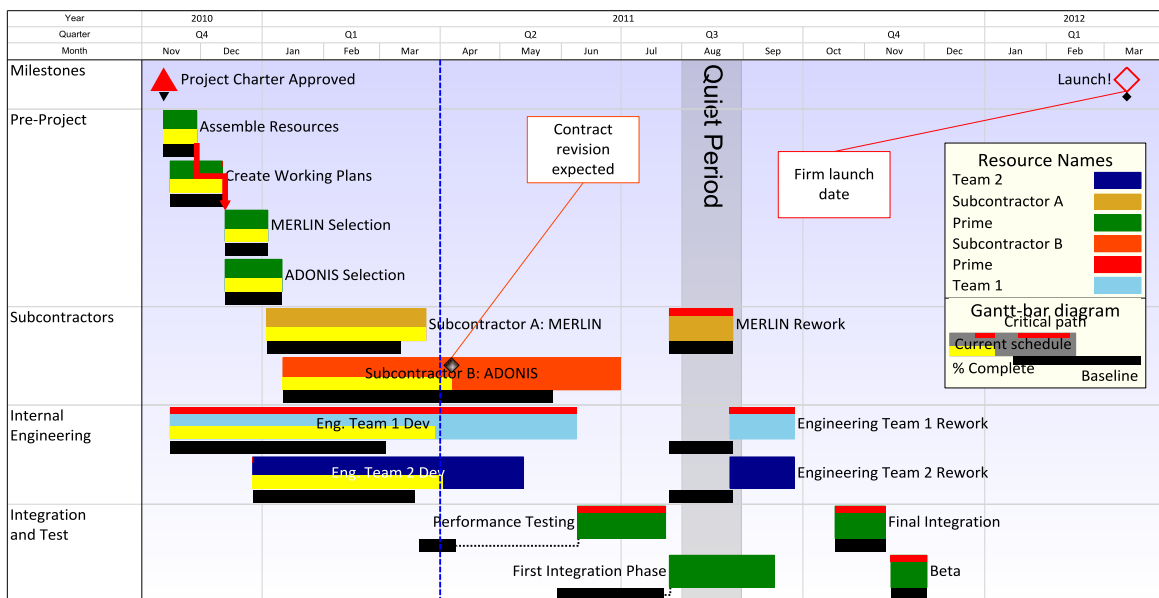 Year 2010 2011 2012
Quarter Q4 Q1 Q2 Q3 Q4 Q1
Month Nov Dec Jan Feb Mar Apr May Jun Jul Aug Sep Oct Nov Dec Jan Feb Mar
Milestones
Project Charter Approved
Launch!
Quiet Period
Pre-Project
Assemble Resources
Create Working Plans
MERLIN Selection
ADONIS Selection
Contract
revision
expected
Firm launch
date
Resource Names
Team 2
Subcontractor A
Prime
Subcontractor B
Prime
Team 1
Gantt-bar diagram
Critical path
Current schedule
% Complete
Baseline
Subcontractors
Subcontractor A: MERLIN
MERLIN Rework
Subcontractor B: ADONIS
Internal
Engineering
Eng. Team 1 Dev
Engineering Team 1 Rework
Eng. Team 2 Dev
Engineering Team 2 Rework
Integration
and Test
Performance Testing
Final Integration
First Integration Phase
Beta